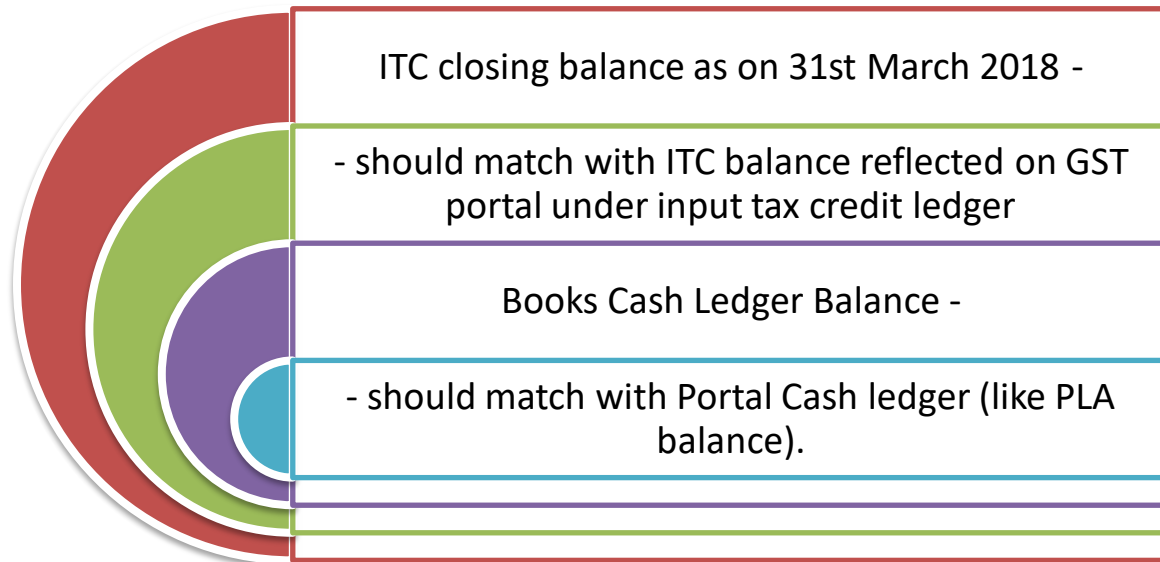 ITC closing balance as on 31st March 2018 -
- should match with ITC balance reflected on GST
portal under input tax credit ledger
Books Cash Ledger Balance -
- should match with Portal Cash ledger (like PLA
balance).